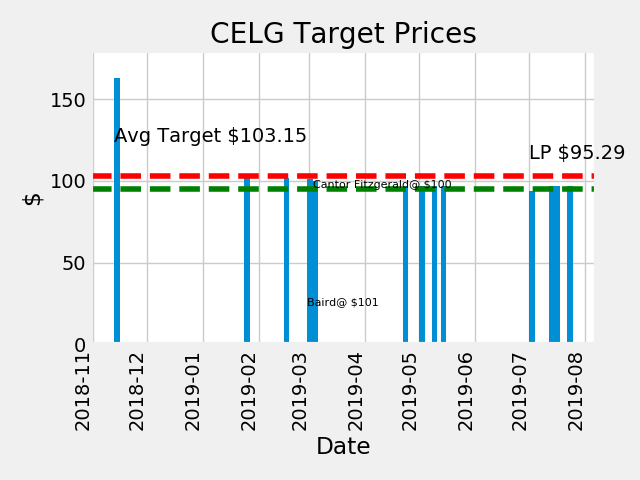 CELG Target Prices
150
Avg Target $103.15
LP $95.29
100
Cantor Fitzgerald@ $100
$
50
Baird@ $101
0
2018-11
2018-12
2019-01
2019-02
2019-03
2019-04
2019-05
2019-06
2019-07
2019-08
Date